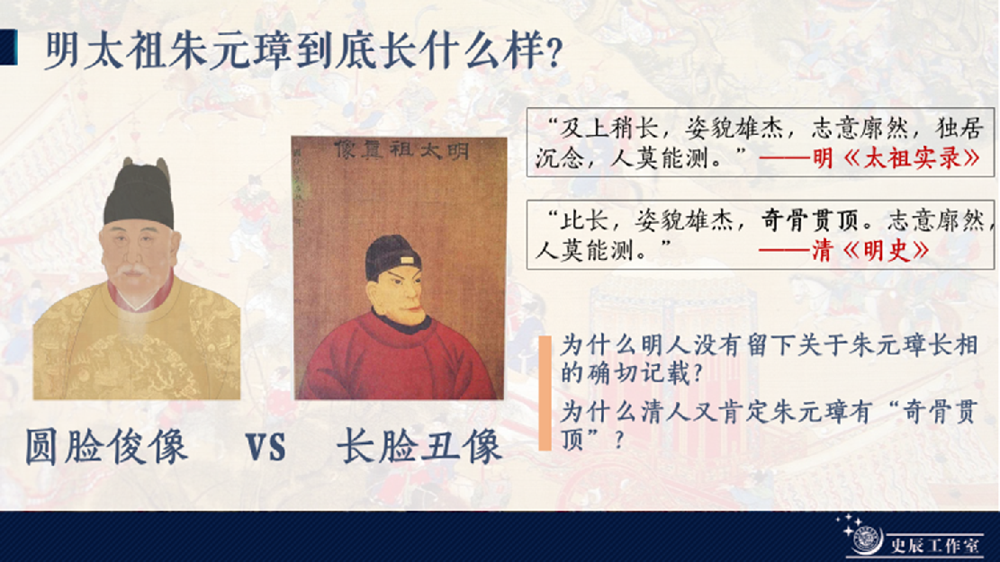 明太祖朱元璋到底长什么样?
像真祖太明
“及上稍长，姿貌雄杰，志意廓然，独居
沉念，人莫能测。”——明《太祖实录》
“比长，姿貌雄杰，奇骨贯顶。志意廓然，
人莫能测。” ——清《明史》
为什么明人没有留下关于朱元璋长相
的确切记载?
为什么清人又肯定朱元璋有“奇骨贯
顶”?
圆脸俊像 VS 长脸丑像
史辰工作室